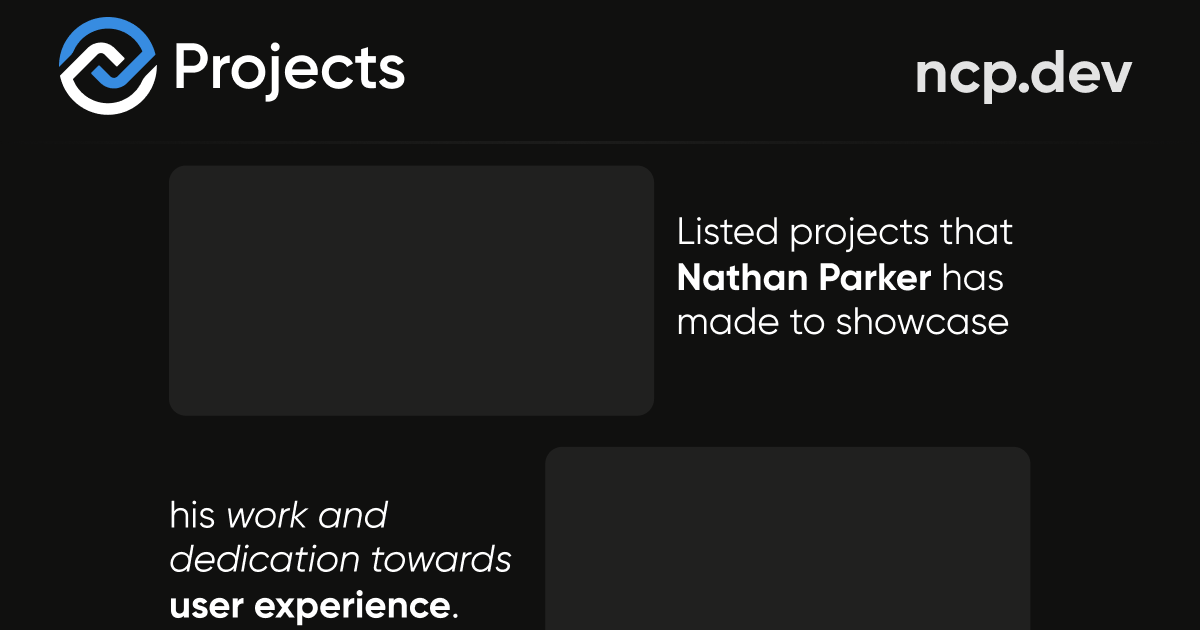 Projects
ncp.dev
Listed projects that
Nathan Parker has
made to showcase
his work and
dedication towards
user experience.